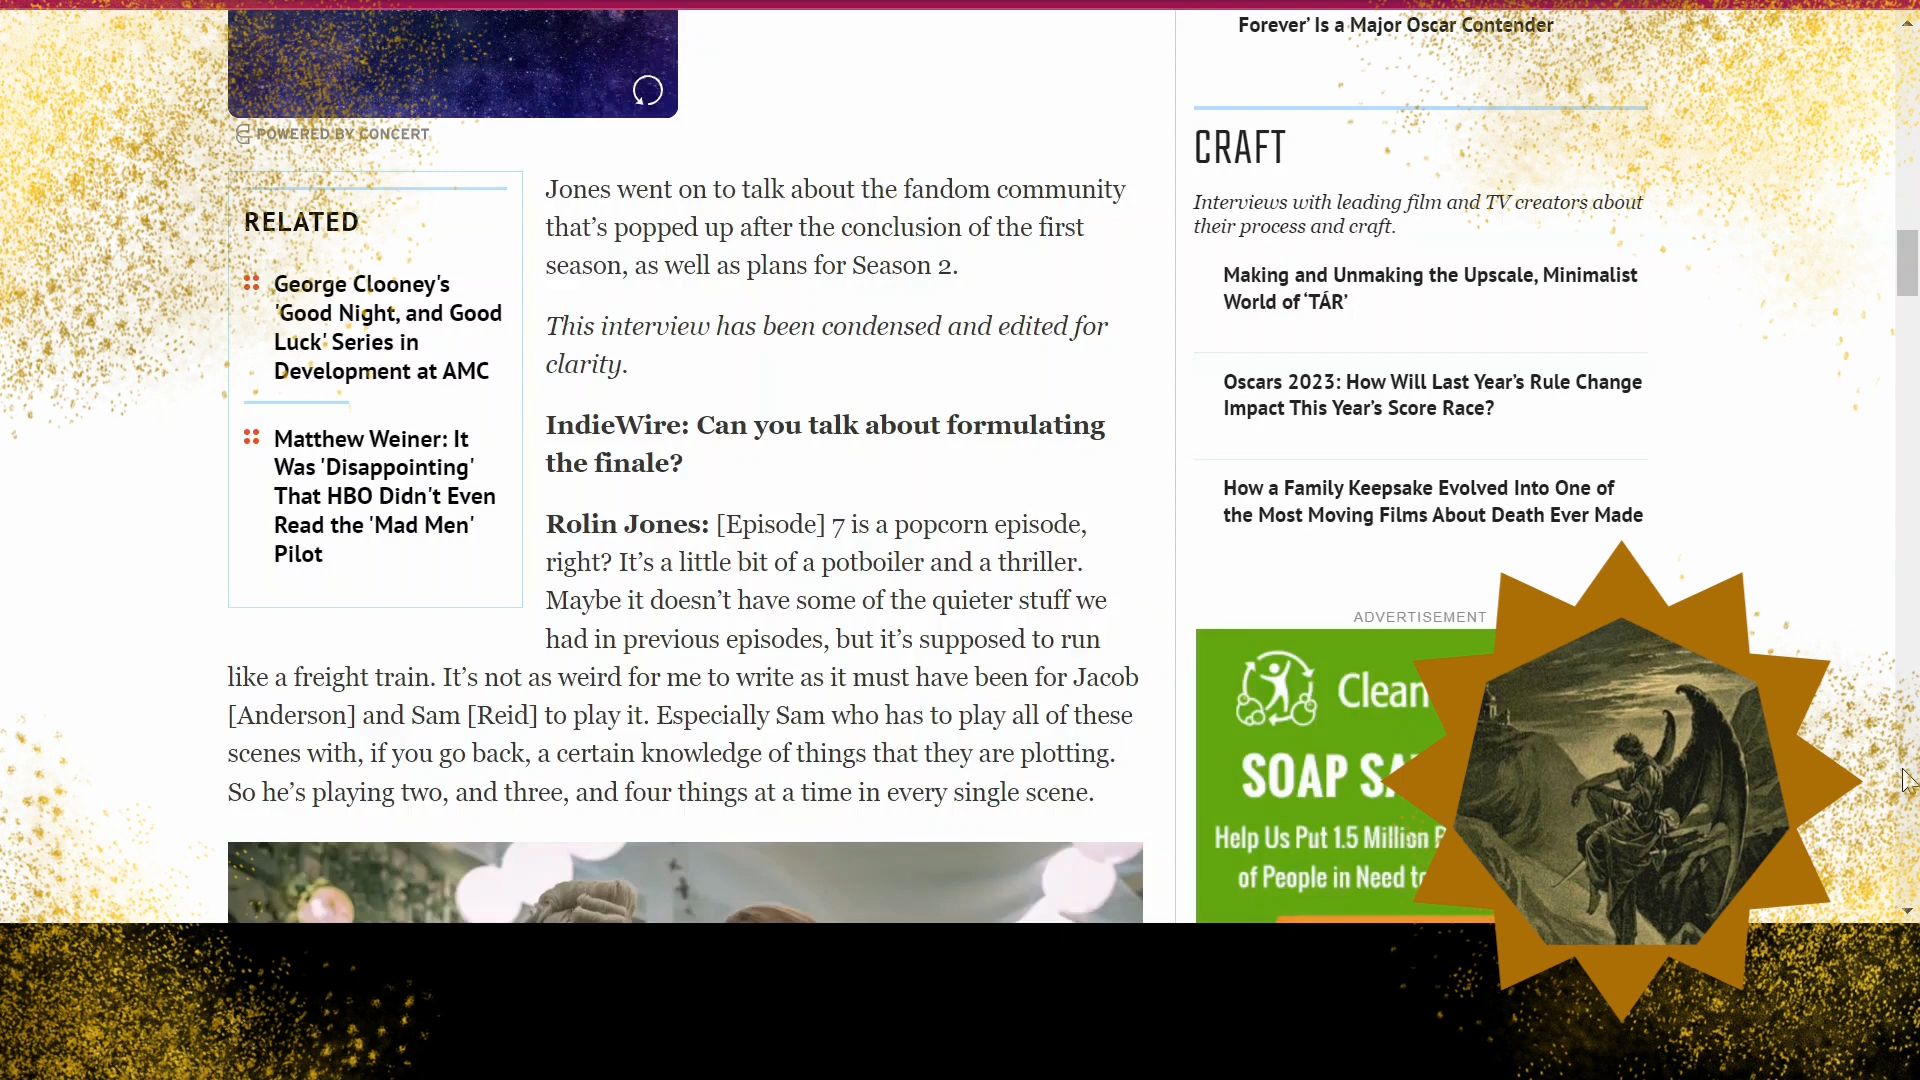 POWERED BY CONCERT
RELATED
George Clooney's
'Good Night, and Good
Luck' Series in
Development at AMC
Matthew Weiner: It
Was 'Disappointing'
That HBO Didn't Even
Read the 'Mad Men'
Pilot
Jones went on to talk about the fandom community
that’s popped up after the conclusion of the first
season, as well as plans for Season 2.
This interview has been condensed and edited for
clarity.
IndieWire: Can you talk about formulating
the finale?
Rolin Jones: [Episode] 7 is a popcorn episode,
right? It’s a little bit of a potboiler and a thriller.
Maybe it doesn’t have some of the quieter stuff we
had in previous episodes, but it’s supposed to run
like a freight train. It’s not as weird for me to write as it must have been for Jacob
[Anderson] and Sam [Reid] to play it. Especially Sam who has to play all of these
scenes with, if you go back, a certain knowledge of things that they are plotting.
So he’s playing two, and three, and four things at a time in every single scene.
Forever’ Is a Major Oscar Contender
CRAFT
Interviews with leading film and TV creators about
their process and craft.
Making and Unmaking the Upscale, Minimalist
World of ‘TÁR’
Oscars 2023: How Will Last Year’s Rule Change
Impact This Year’s Score Race?
How a Family Keepsake Evolved Into One of
the Most Moving Films About Death Ever Made
ADVERTISEMENT
Clean
SOAP
Help Us Put 1.5 Million
of People in Need